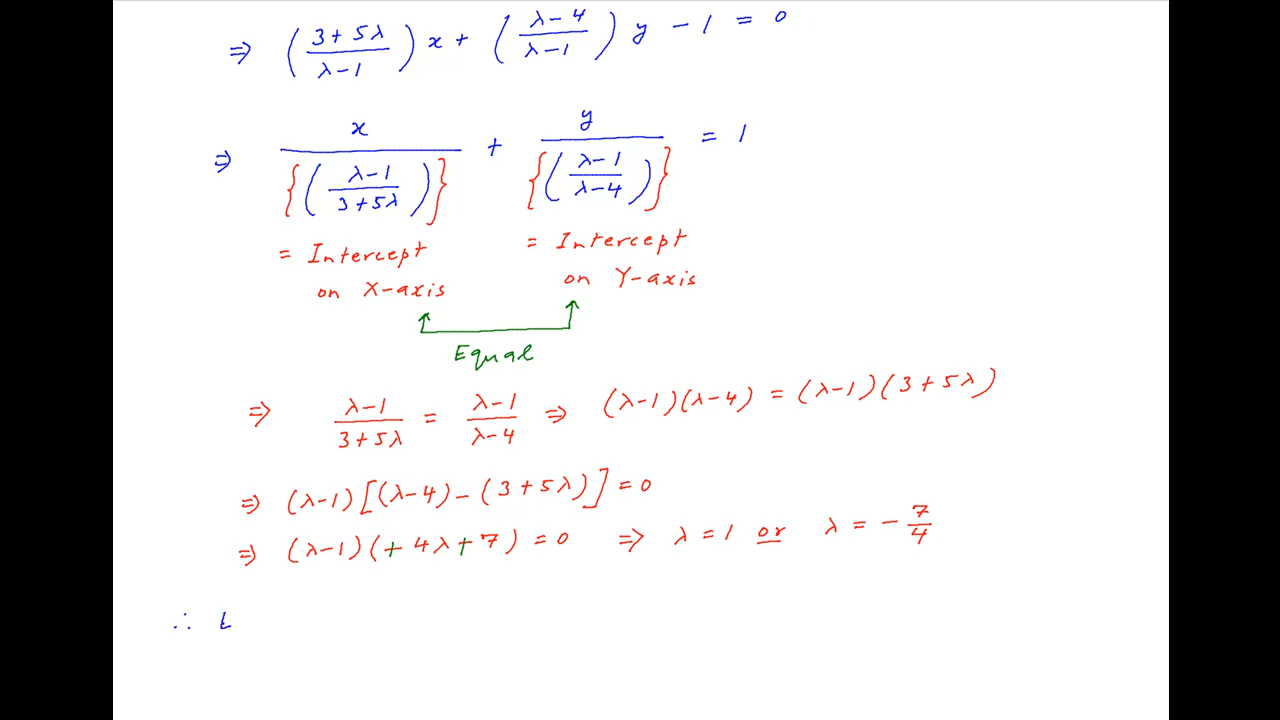 ⇒ ((3 + 5λ)/(λ − 1)) x + ((λ − 4)/(λ − 1)) y − 1 = 0
⇒ x/{((λ − 1)/(3 + 5λ))} + y/{((λ − 1)/(λ − 4))} = 1
= Intercept on X-axis
= Intercept on Y-axis
Equal
⇒ (λ − 1)/(3 + 5λ) = (λ − 1)/(λ − 4) ⇒ (λ − 1)(λ − 4) = (λ − 1)(3 + 5λ)
⇒ (λ − 1)[(λ − 4) − (3 + 5λ)] = 0
⇒ (λ − 1)(+ 4λ + 7) = 0 ⇒ λ = 1 or λ = − 7/4
∴